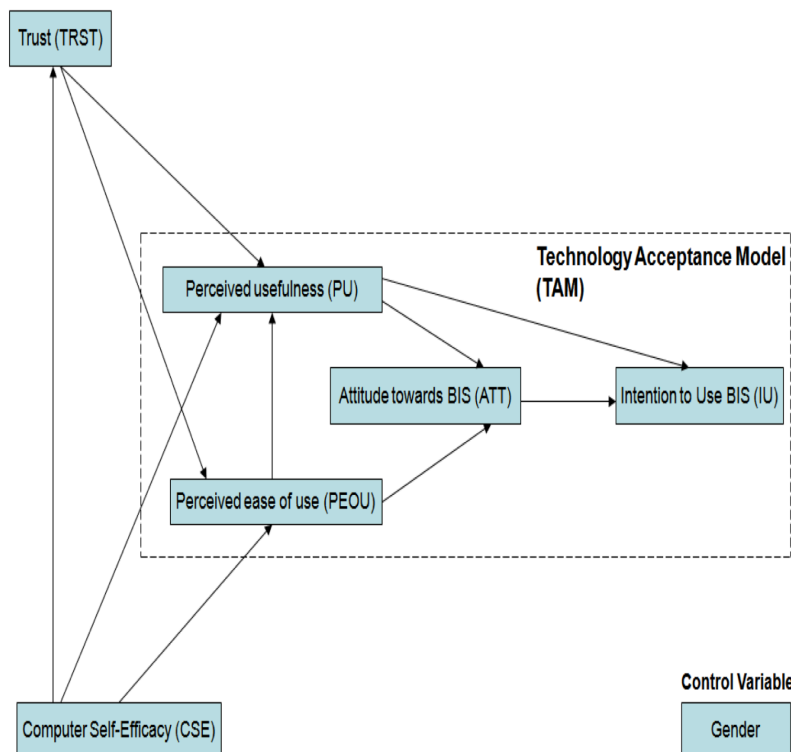 Trust (TRST)
Technology Acceptance Model
(TAM)
Perceived usefulness (PU)
Attitude towards BIS (ATT)
Intention to Use BIS (IU)
Perceived ease of use (PEOU)
Control Variable
Computer Self-Efficacy (CSE)
Gender